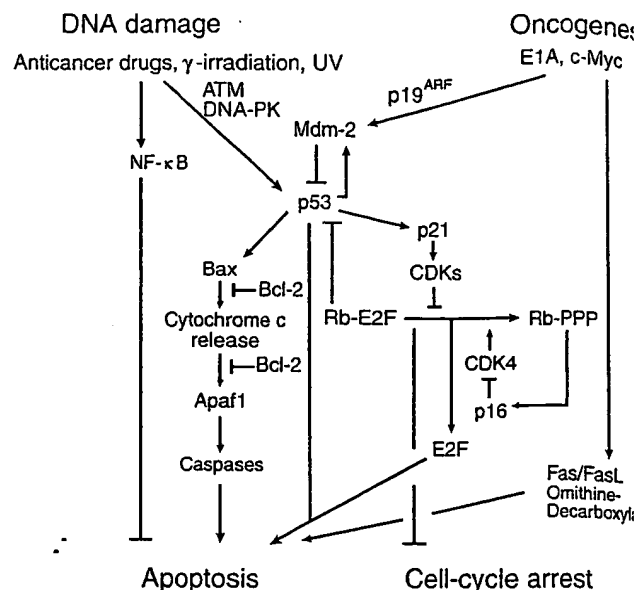 DNA damage
Oncogenes
Anticancer drugs, γ-irradiation, UV
E1A, c-Myc
ATM
DNA-PK
p19ARF
Mdm-2
NF-κB
p53
p21
Bax
CDKs
Bcl-2
Cytochrome c
release
Rb-E2F
Rb-PPP
Bcl-2
CDK4
Apaf1
p16
E2F
Caspases
Fas/FasL
Ornithine-
Decarboxyla
Apoptosis
Cell-cycle arrest